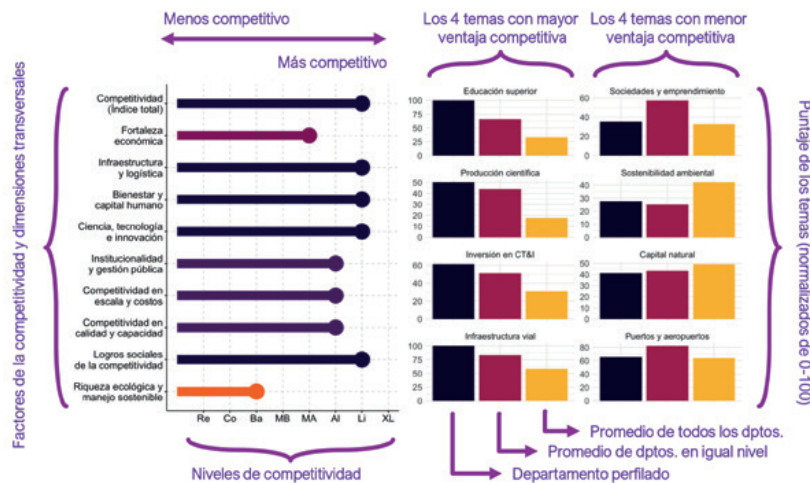 Menos competitivo
Más competitivo
Los 4 temas con mayor
ventaja competitiva
Los 4 temas con menor
ventaja competitiva
Factores de la competitividad y dimensiones transversales
Competitividad
(Índice total)
Fortaleza
económica
Infraestructura
y logística
Bienestar y
capital humano
Ciencia, tecnología
e innovación
Institucionalidad
y gestión pública
Competitividad en
escala y costos
Competitividad en
calidad y capacidad
Logros sociales
de la competitividad
Riqueza ecológica y
manejo sostenible
Re Co Ba MB MA Al Li XL
Niveles de competitividad
Educación superior
100
75
50
25
0
Sociedades y emprendimiento
60
40
20
0
Producción científica
50
40
30
20
10
0
Sostenibilidad ambiental
40
30
20
10
0
Inversión en CT&I
60
50
40
30
20
10
0
Capital natural
50
40
30
20
10
0
Infraestructura vial
100
75
50
25
0
Puertos y aeropuertos
80
60
40
20
0
Puntaje de los temas (normalizados de 0-100)
Promedio de todos los dptos.
Promedio de dptos. en igual nivel
Departamento perfilado